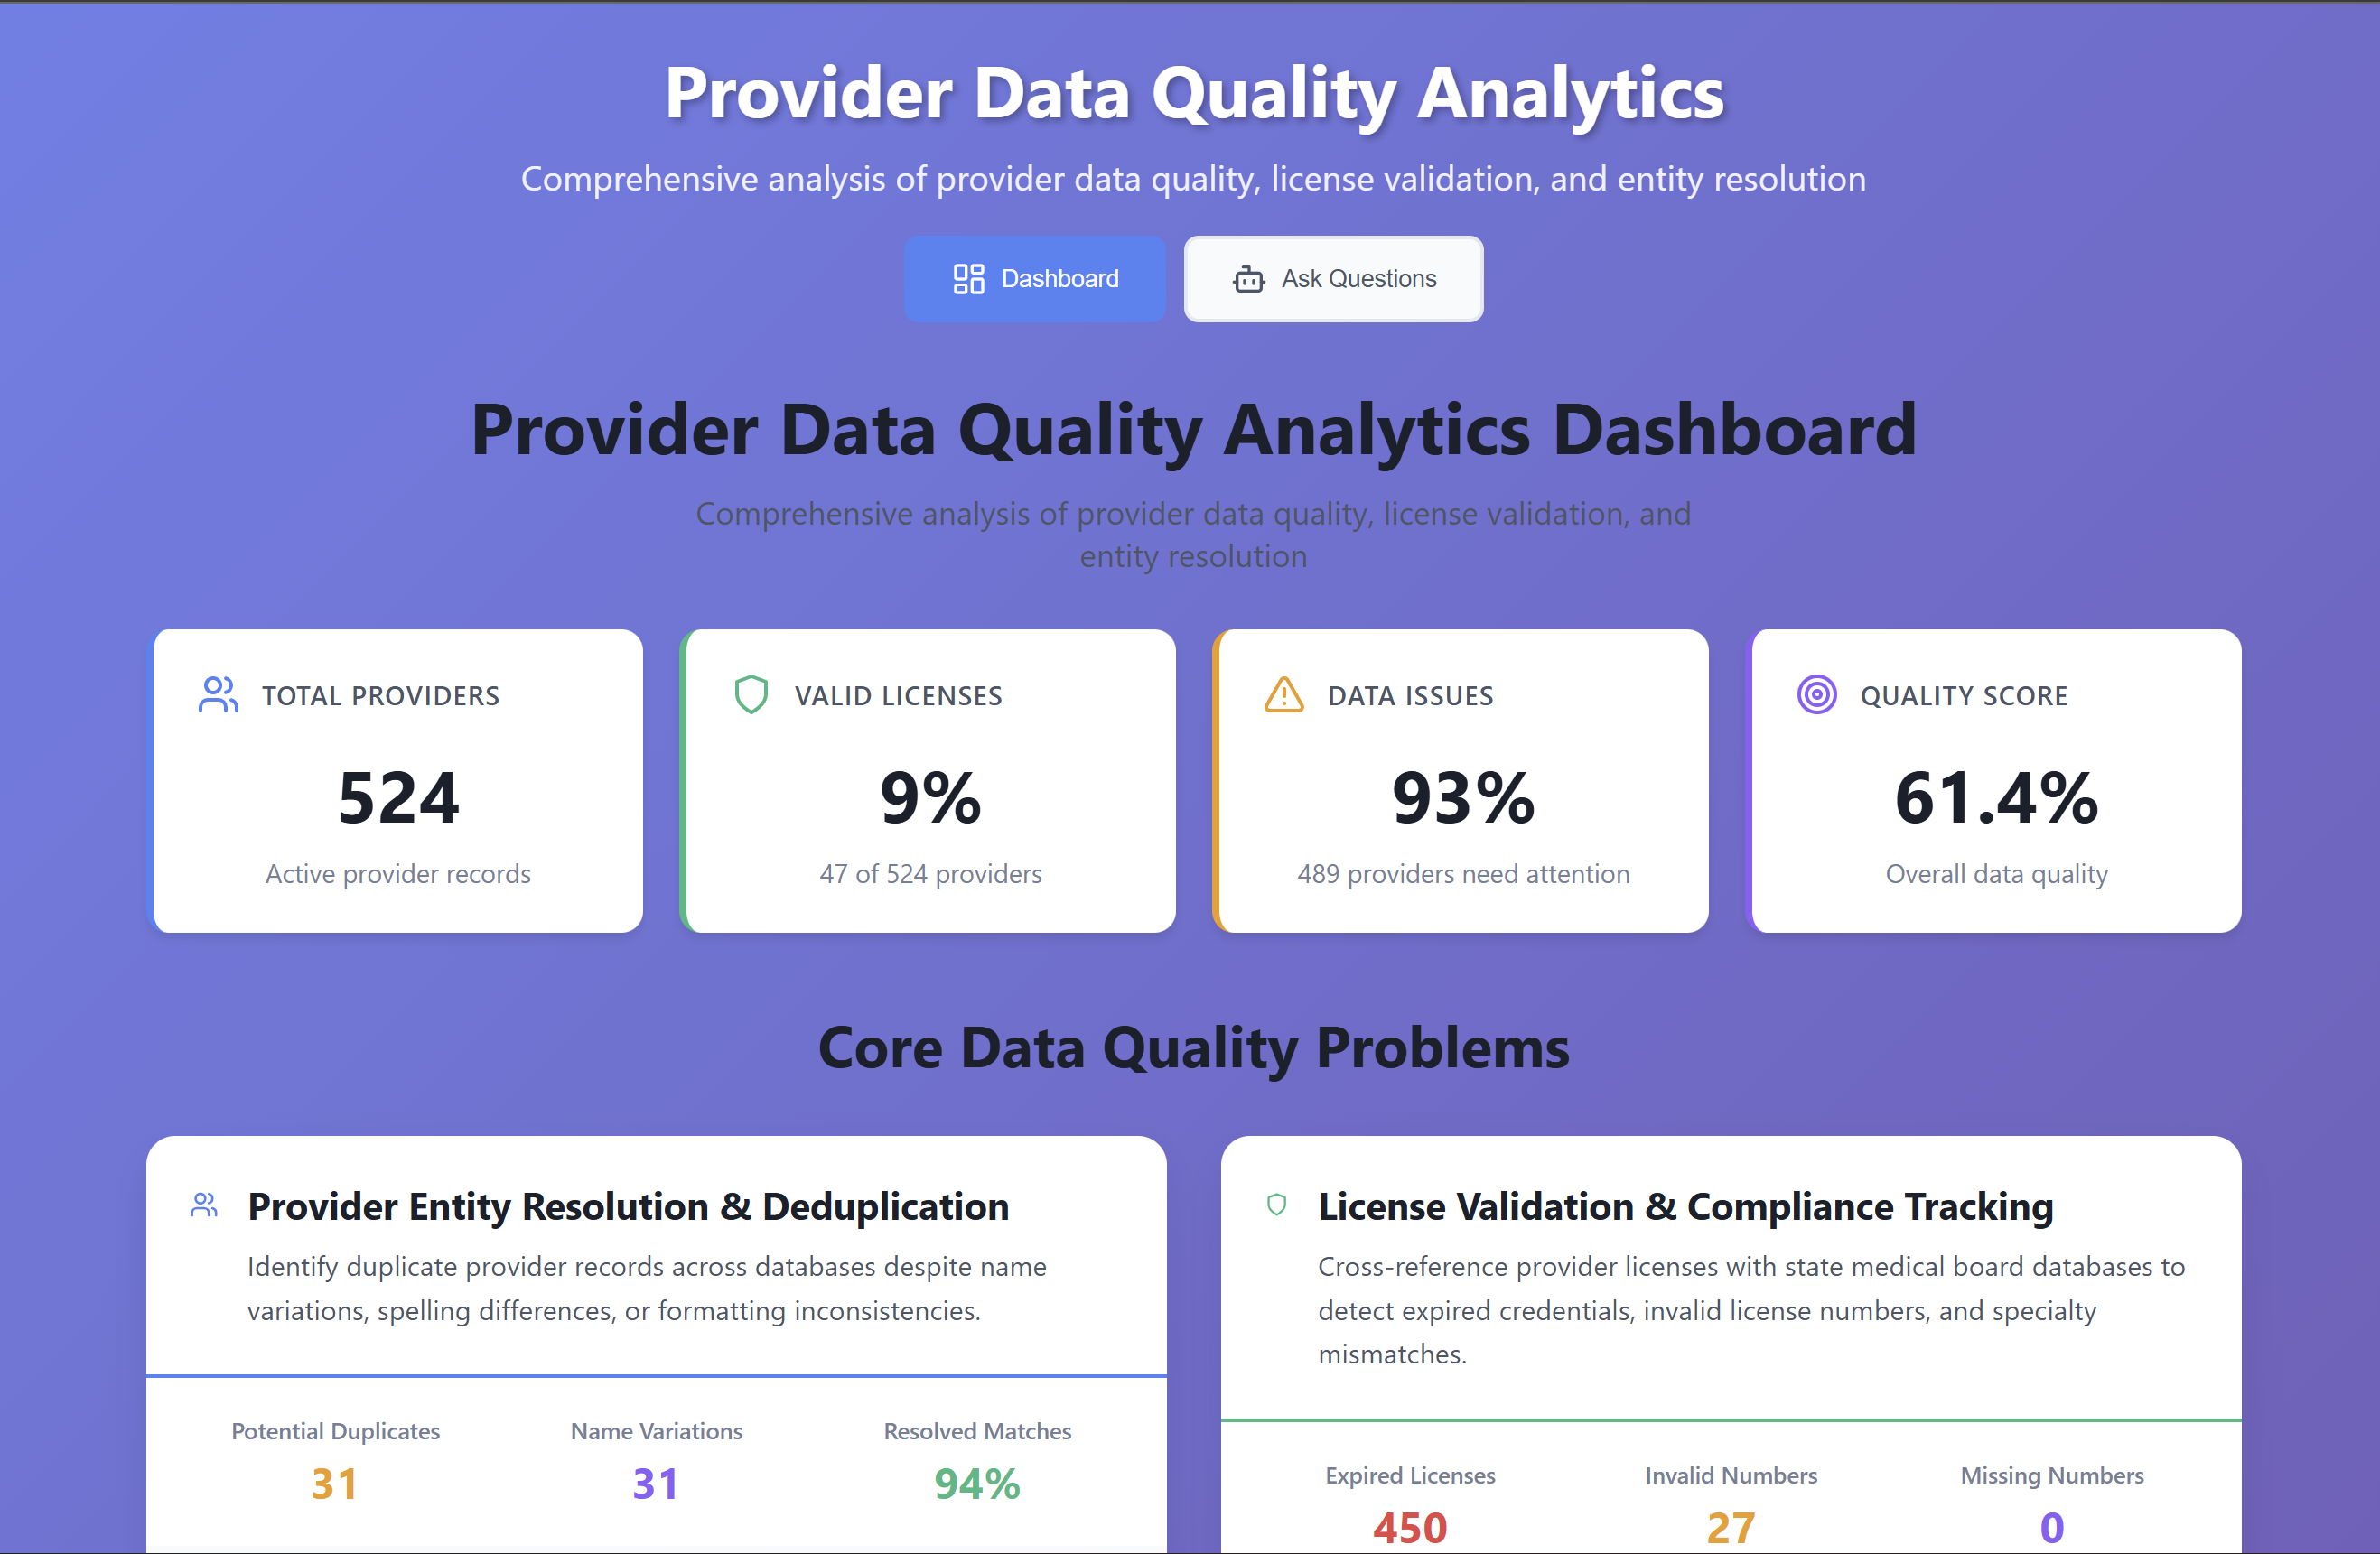 Provider Data Quality Analytics
Comprehensive analysis of provider data quality, license validation, and entity resolution
Dashboard
Ask Questions
Provider Data Quality Analytics Dashboard
Comprehensive analysis of provider data quality, license validation, and
entity resolution
TOTAL PROVIDERS
524
Active provider records
VALID LICENSES
9%
47 of 524 providers
DATA ISSUES
93%
489 providers need attention
QUALITY SCORE
61.4%
Overall data quality
Core Data Quality Problems
Provider Entity Resolution & Deduplication
Identify duplicate provider records across databases despite name
variations, spelling differences, or formatting inconsistencies.
Potential Duplicates
31
Name Variations
31
Resolved Matches
94%
License Validation & Compliance Tracking
Cross-reference provider licenses with state medical board databases to
detect expired credentials, invalid license numbers, and specialty
mismatches.
Expired Licenses
450
Invalid Numbers
27
Missing Numbers
0